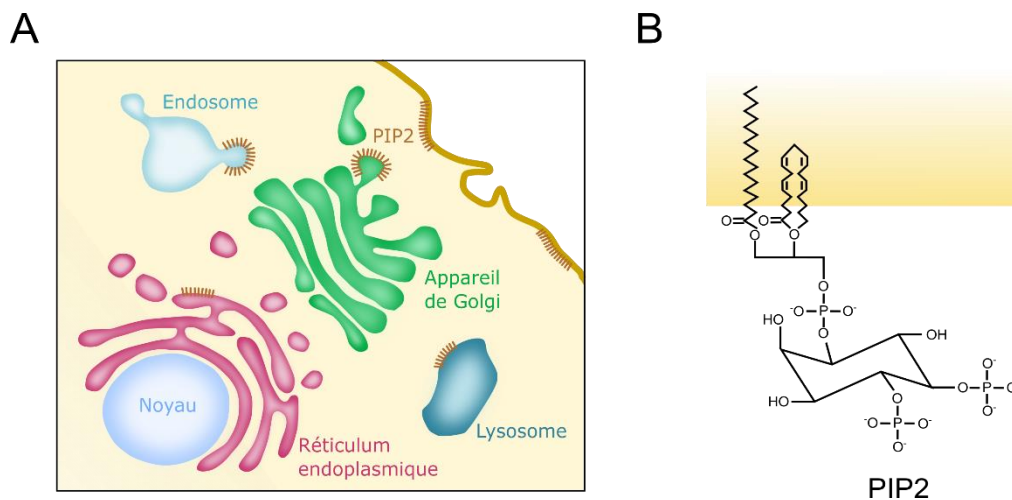 A
B
Endosome
PIP2
Appareil
de Golgi
Noyau
Réticulum
endoplasmique
Lysosome
O
O
O
O
O
⁻O-P-O⁻
O
HO
OH
HO
O
O-P-O
O⁻
O⁻
⁻O-P-O⁻
O⁻
PIP2